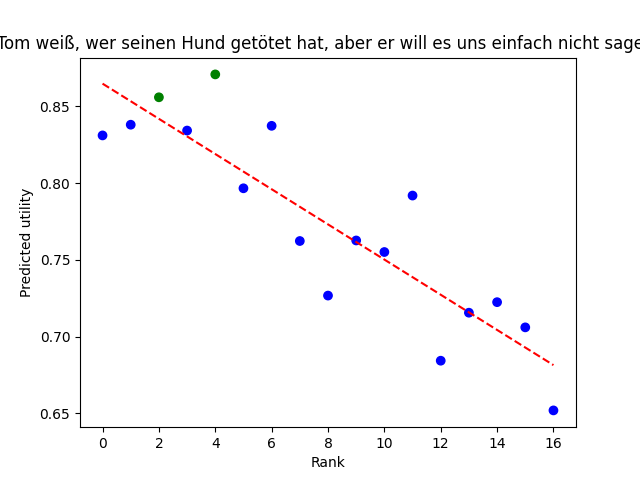 Tom weiß, wer seinen Hund getötet hat, aber er will es uns einfach nicht sage
0.85
0.80
0.75
0.70
0.65
Predicted utility
0 2 4 6 8 10 12 14 16
Rank